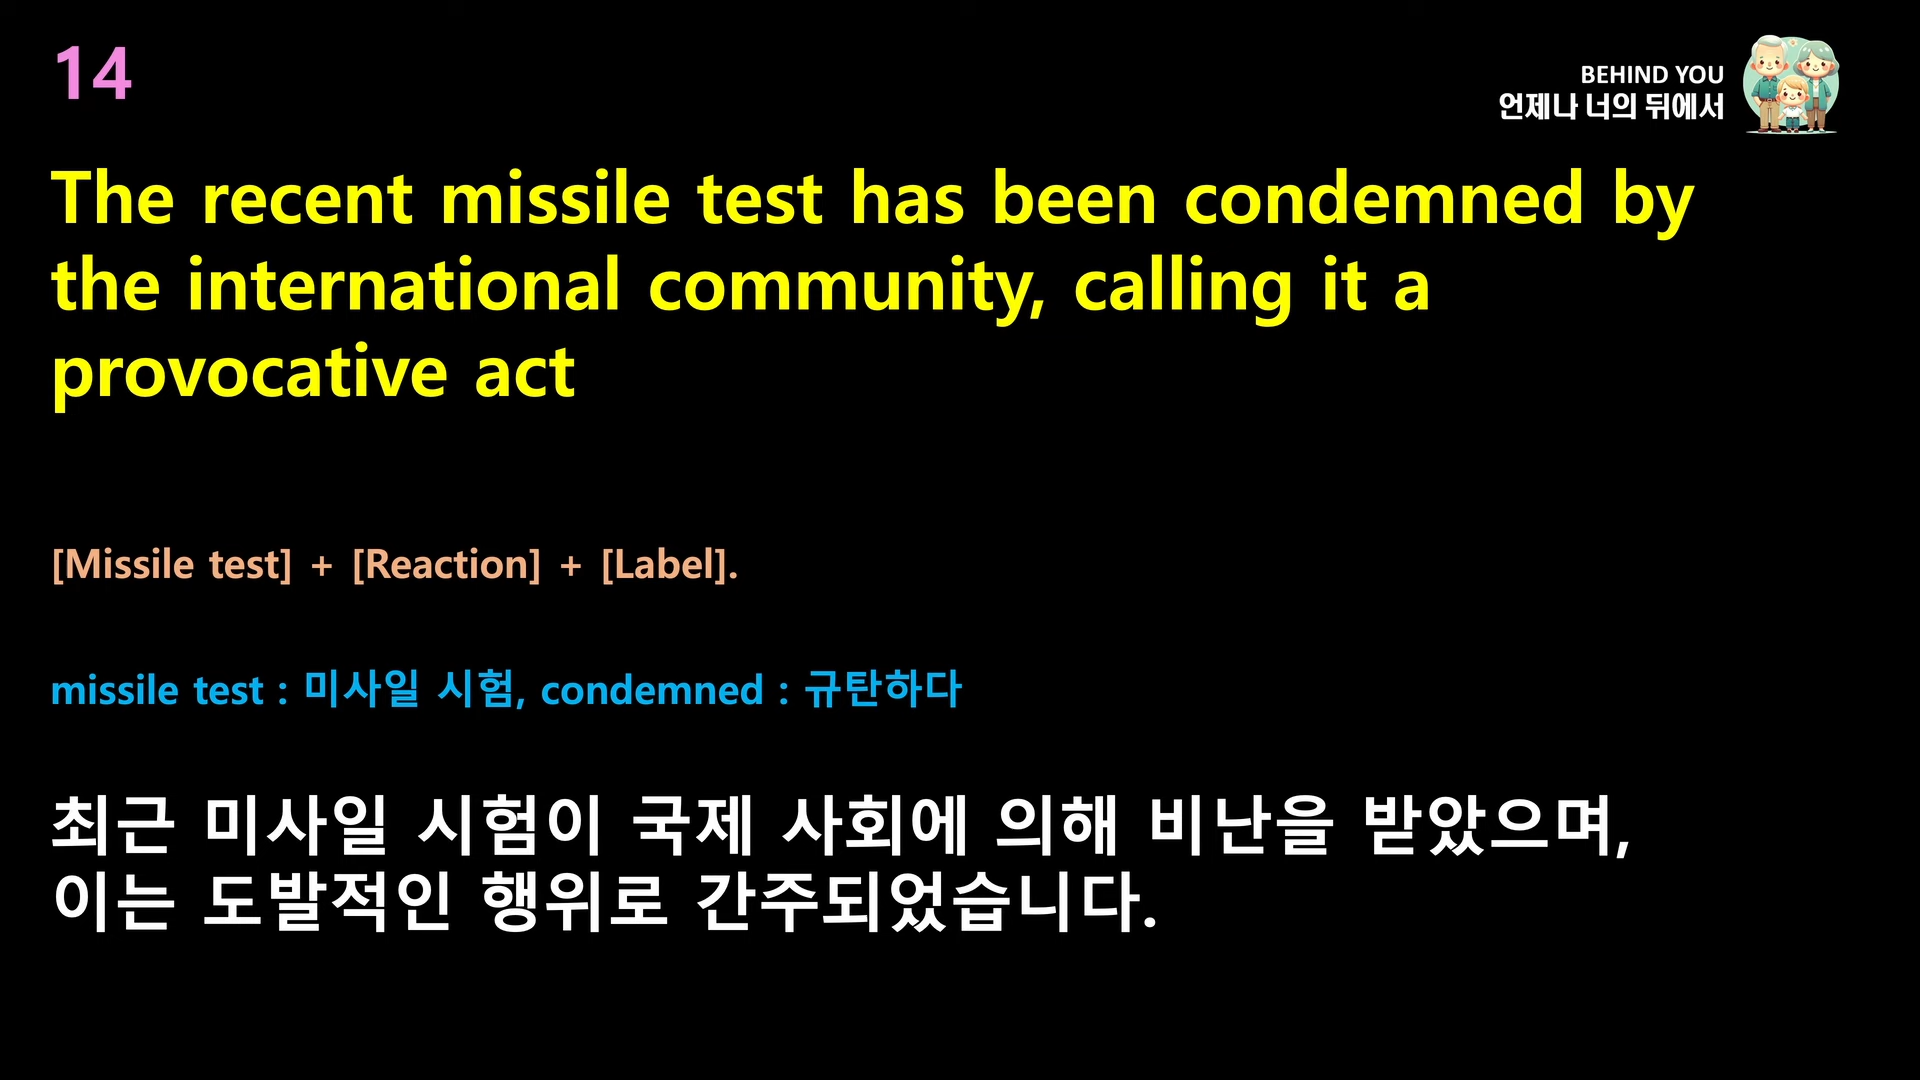 14
BEHIND YOU
언제나 너의 뒤에서
The recent missile test has been condemned by
the international community, calling it a
provocative act
[Missile test] + [Reaction] + [Label].
missile test : 미사일 시험, condemned : 규탄하다
최근 미사일 시험이 국제 사회에 의해 비난을 받았으며,
이는 도발적인 행위로 간주되었습니다.